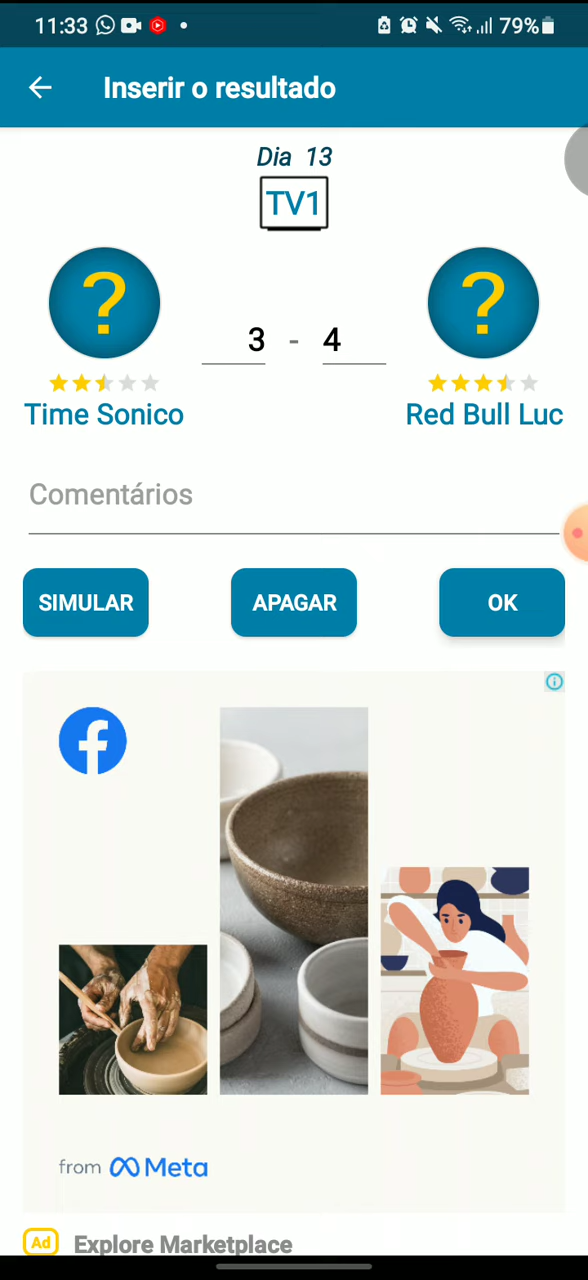 11:33 79%
Inserir o resultado
Dia 13
TV1
? ?
3 - 4
Time Sonico Red Bull Luc
Comentários
SIMULAR APAGAR OK
from Meta
Ad Explore Marketplace